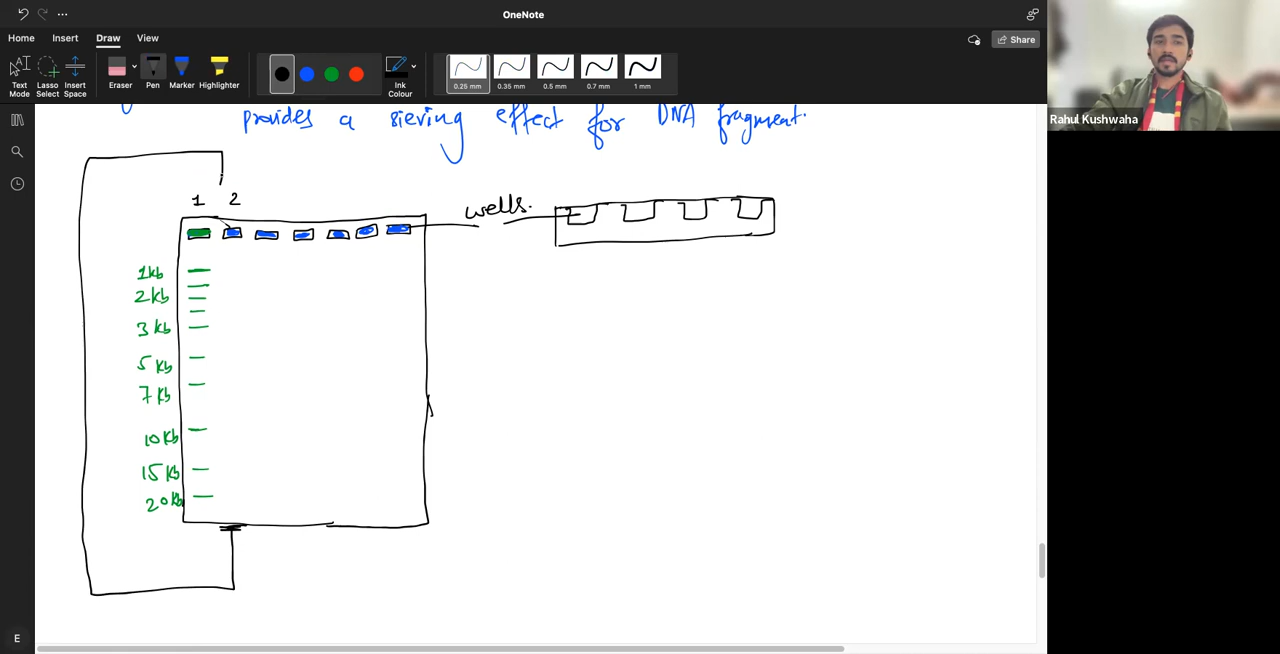 OneNote
Home Insert Draw View
Share
Text Mode
Lasso Select
Insert Space
Eraser
Pen
Marker
Highlighter
Ink Colour
0.25 mm 0.35 mm 0.5 mm 0.7 mm 1 mm
Rahul Kushwaha
provides a sieving effect for DNA fragment.
1 2
wells.
1kb
2kb
3kb
5kb
7kb
10kb
15kb
20kb
E